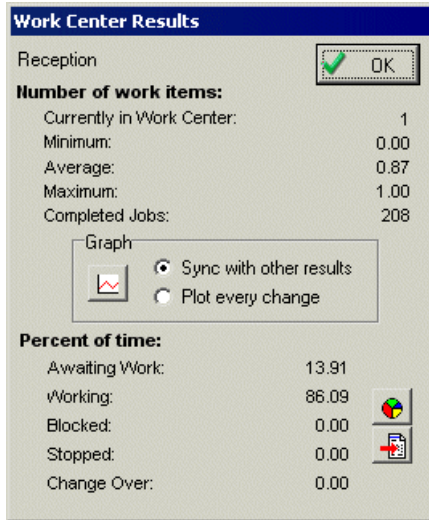 Work Center Results
Reception
OK
Number of work items:
Currently in Work Center: 1
Minimum: 0.00
Average: 0.87
Maximum: 1.00
Completed Jobs: 208
Graph
Sync with other results
Plot every change
Percent of time:
Awaiting Work: 13.91
Working: 86.09
Blocked: 0.00
Stopped: 0.00
Change Over: 0.00